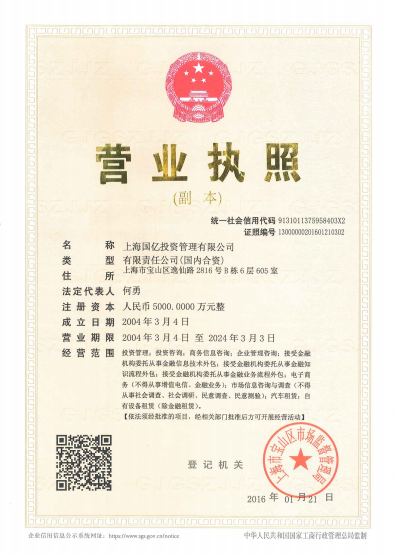 营业执照
(副 本)
统一社会信用代码 9131011375958403X2
证照编号 13000000201601210302
名 称 上海国亿投资管理有限公司
类 型 有限责任公司(国内合资)
住 所 上海市宝山区逸仙路 2816 号 B 栋 6 层 605 室
法定代表人 何勇
注册资本 人民币 5000.0000 万元整
成立日期 2004 年 3 月 4 日
营业期限 2004 年 3 月 4 日 至 2024 年 3 月 3 日
经营范围 投资管理；投资咨询；商务信息咨询；企业管理咨询；接受金融
机构委托从事金融信息技术外包；接受金融机构委托从事金融知
识流程外包；接受金融机构委托从事金融业务流程外包；电子商
务（不得从事增值电信、金融业务）；市场信息咨询与调查（不得
从事社会调查、社会调研、民意调查、民意测验）；汽车租赁；自
有设备租赁（除金融租赁）。
【依法须经批准的项目，经相关部门批准后方可开展经营活动】
登记机关
上海市宝山区市场监督管理局
2016 年 01 月 21 日
企业信用信息公示系统网址：https://www.sgs.gov.cn/notice
中华人民共和国国家工商行政管理总局监制